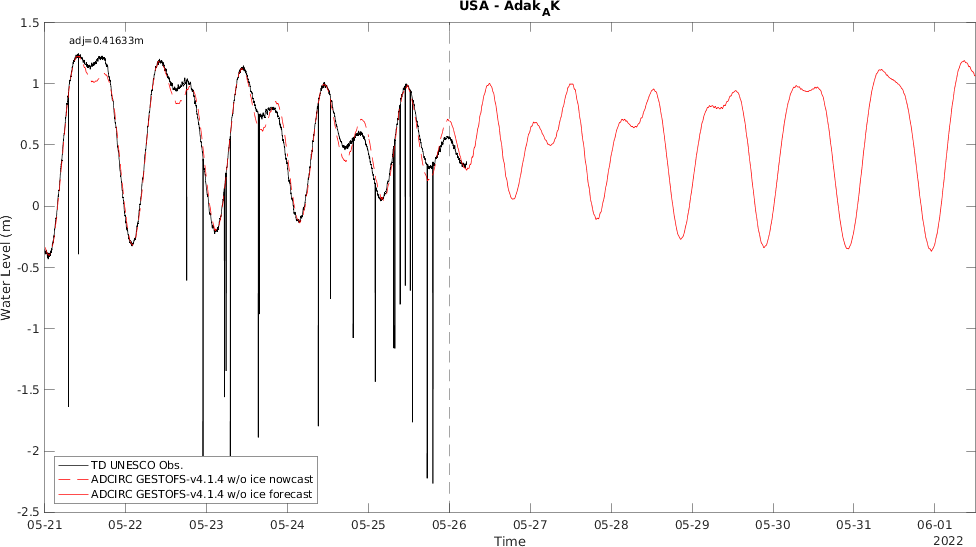 USA - Adak_AK
adj=0.41633m
1.5
1
0.5
0
-0.5
-1
-1.5
-2
-2.5
Water Level (m)
TD UNESCO Obs.
ADCIRC GESTOFS-v4.1.4 w/o ice nowcast
ADCIRC GESTOFS-v4.1.4 w/o ice forecast
05-21 05-22 05-23 05-24 05-25 05-26 05-27 05-28 05-29 05-30 05-31 06-01
Time
2022